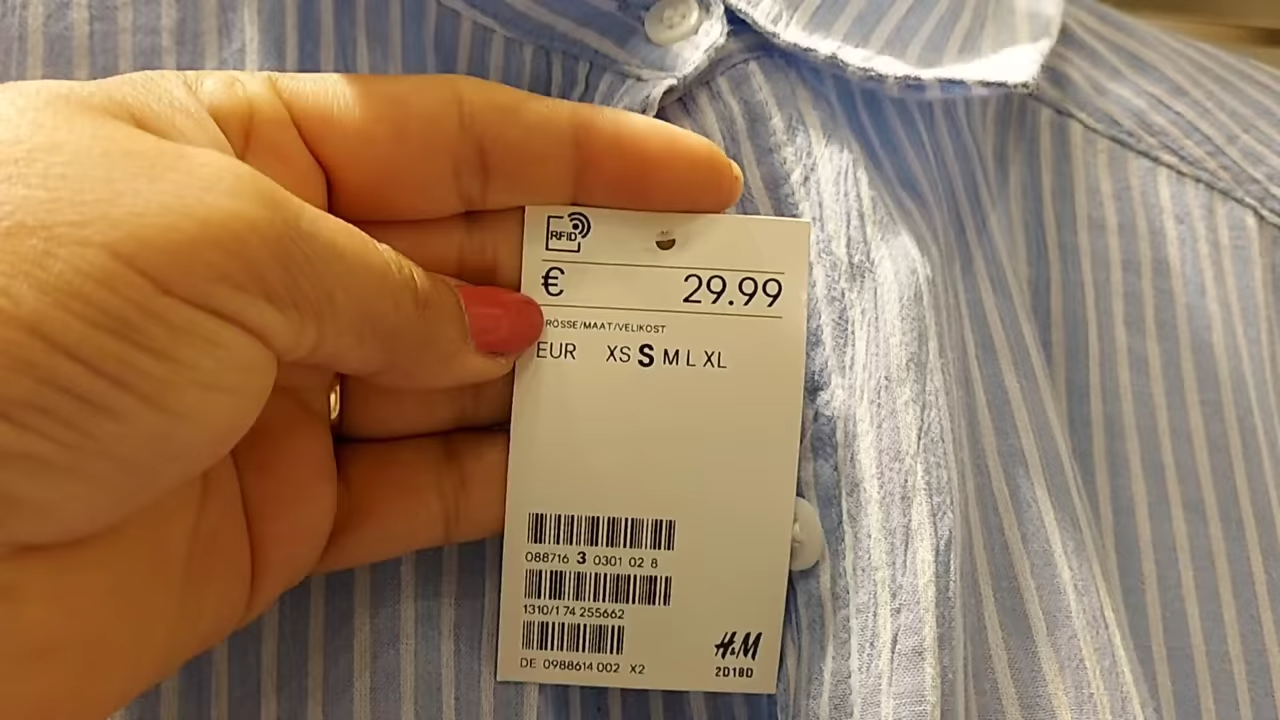 RFID
€ 29.99
RÖSSE/MAAT/VELIKOST
EUR XS S M L XL
088716 3 0301 02 8
1310/174 255662
DE 0988614 002 X2
H&M
2D18D